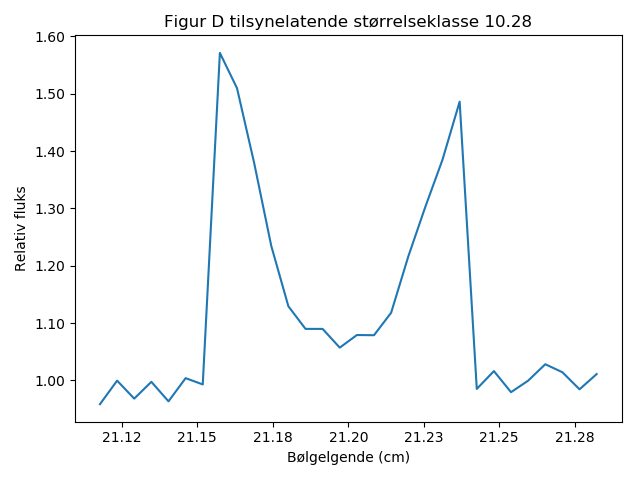 Figur D tilsynelatende størrelseklasse 10.28
1.60
1.50
1.40
1.30
1.20
1.10
1.00
Relativ fluks
21.12 21.15 21.18 21.20 21.23 21.25 21.28
Bølgelgende (cm)